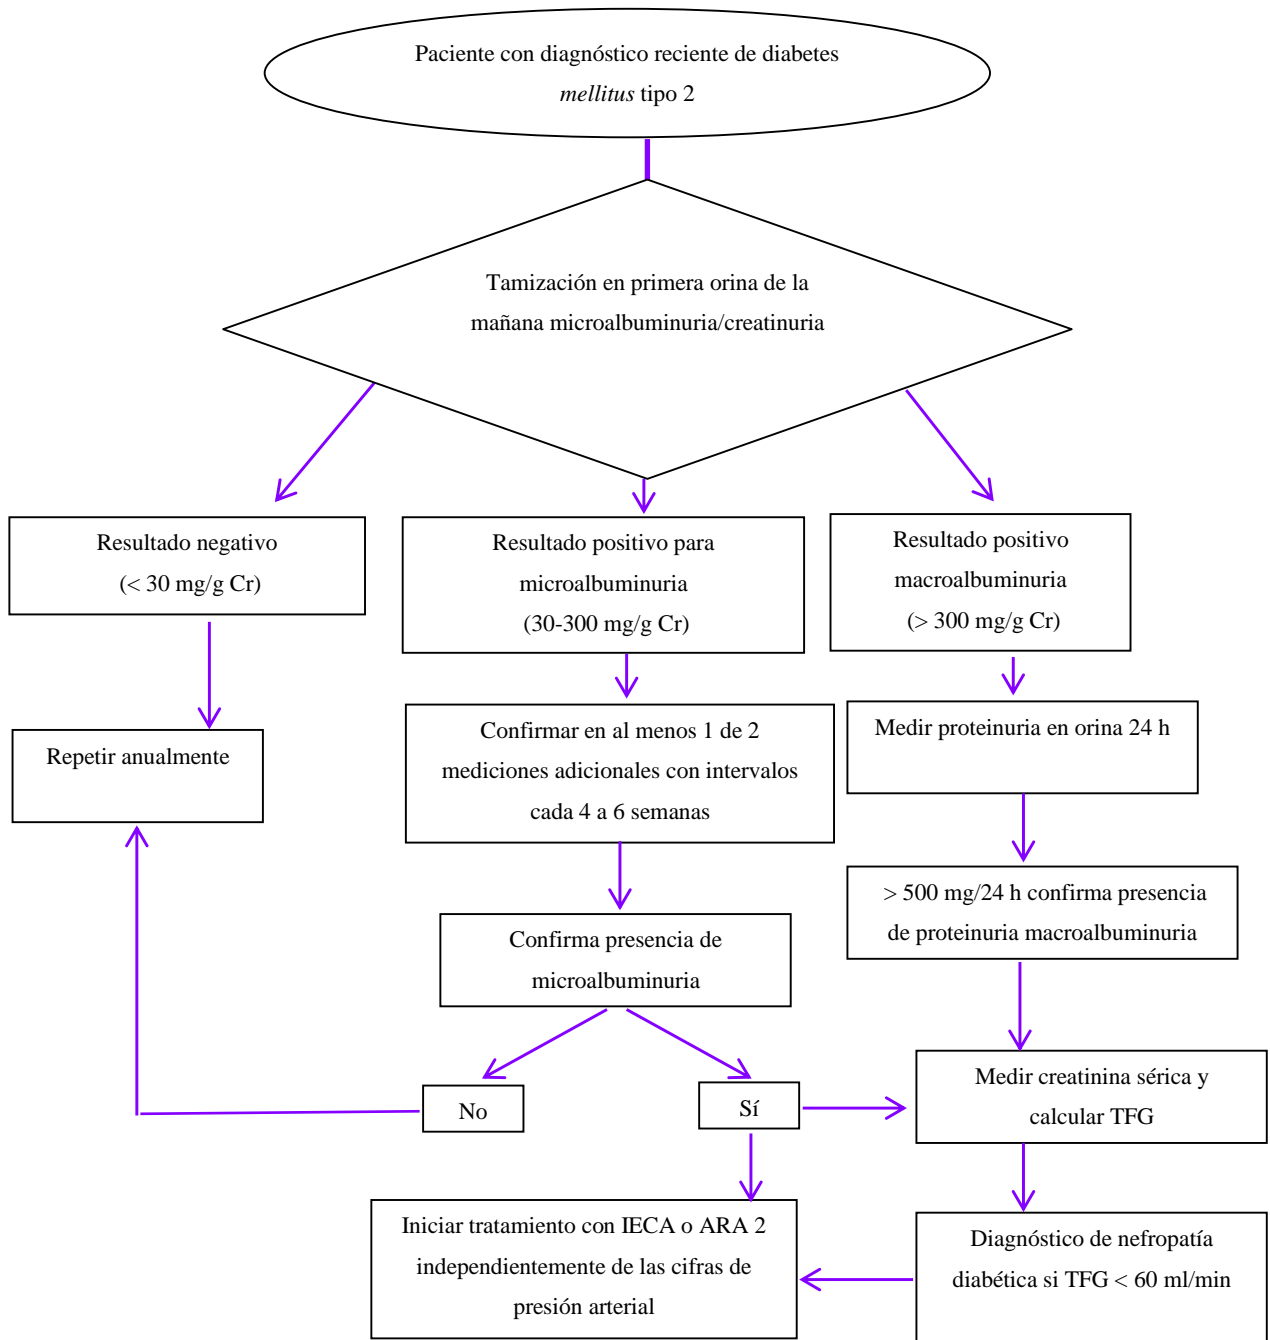 Paciente con diagnóstico reciente de diabetes
mellitus tipo 2
Tamización en primera orina de la
mañana microalbuminuria/creatinuria
Resultado negativo
(< 30 mg/g Cr)
Resultado positivo para
microalbuminuria
(30-300 mg/g Cr)
Resultado positivo
macroalbuminuria
(> 300 mg/g Cr)
Repetir anualmente
Confirmar en al menos 1 de 2
mediciones adicionales con intervalos
cada 4 a 6 semanas
Medir proteinuria en orina 24 h
> 500 mg/24 h confirma presencia
de proteinuria macroalbuminuria
Confirma presencia de
microalbuminuria
No
Sí
Medir creatinina sérica y
calcular TFG
Iniciar tratamiento con IECA o ARA 2
independientemente de las cifras de
presión arterial
Diagnóstico de nefropatía
diabética si TFG < 60 ml/min